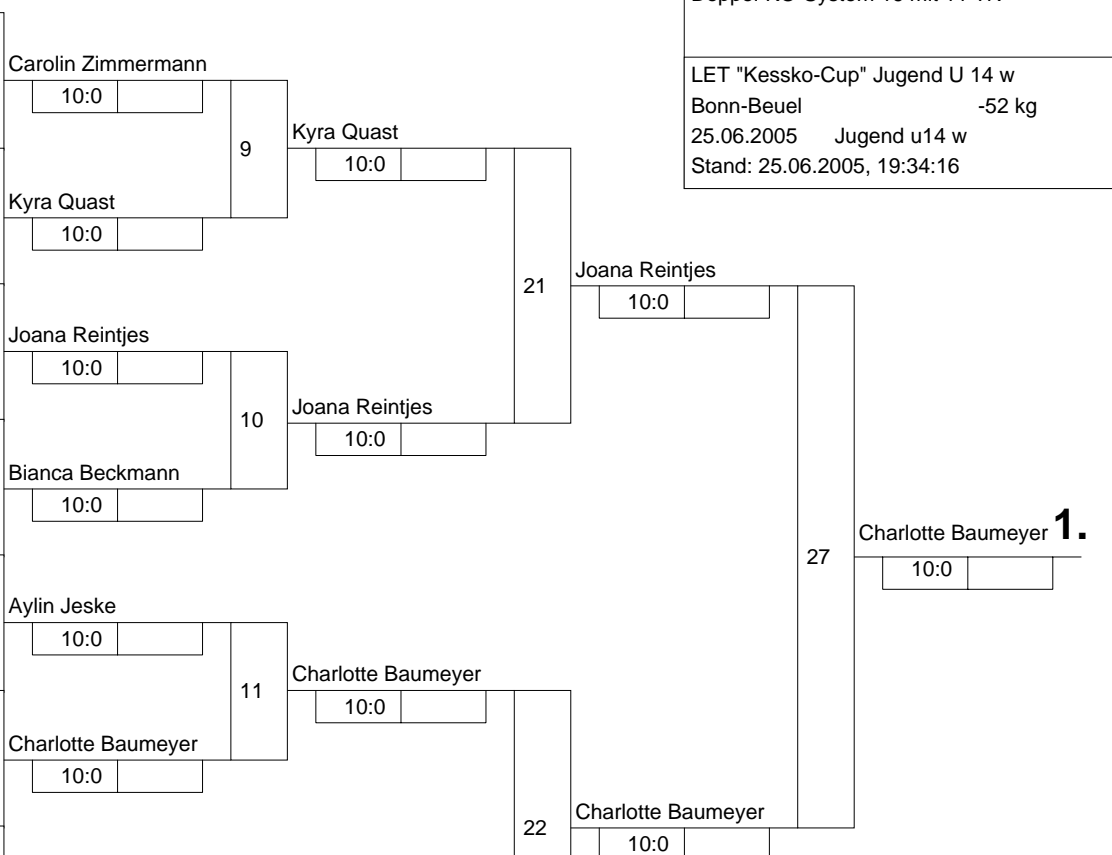 LET "Kessko-Cup" Jugend U 14 w
Bonn-Beuel -52 kg
25.06.2005 Jugend u14 w
Stand: 25.06.2005, 19:34:16
Carolin Zimmermann
10:0
9
Kyra Quast
10:0
Kyra Quast
10:0
21
Joana Reintjes
10:0
Joana Reintjes
10:0
10
Joana Reintjes
10:0
Bianca Beckmann
10:0
27
Charlotte Baumeyer 1.
10:0
Aylin Jeske
10:0
11
Charlotte Baumeyer
10:0
Charlotte Baumeyer
10:0
22
Charlotte Baumeyer
10:0